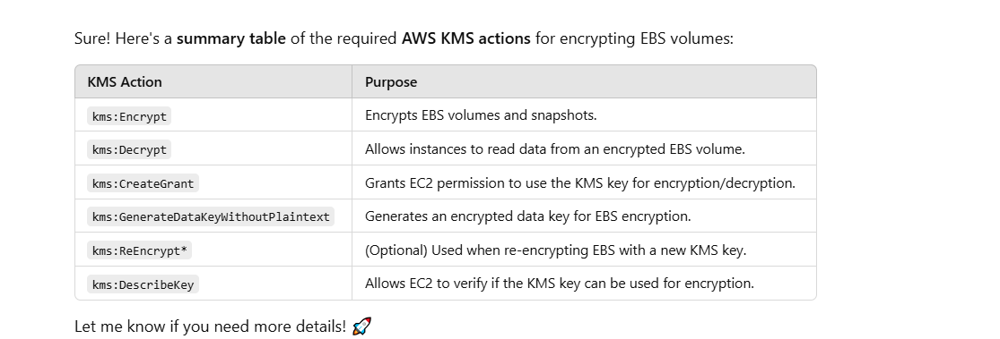 Sure! Here's a summary table of the required AWS KMS actions for encrypting EBS volumes:
KMS Action Purpose
kms:Encrypt Encrypts EBS volumes and snapshots.
kms:Decrypt Allows instances to read data from an encrypted EBS volume.
kms:CreateGrant Grants EC2 permission to use the KMS key for encryption/decryption.
kms:GenerateDataKeyWithoutPlaintext Generates an encrypted data key for EBS encryption.
kms:ReEncrypt* (Optional) Used when re-encrypting EBS with a new KMS key.
kms:DescribeKey Allows EC2 to verify if the KMS key can be used for encryption.
Let me know if you need more details! 🚀